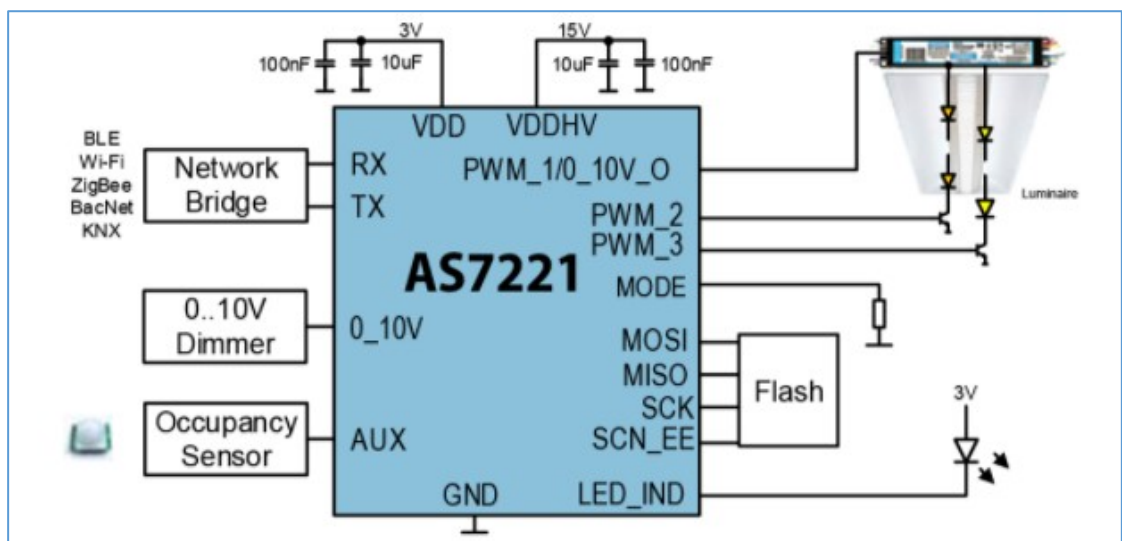 3V
15V
100nF
10uF
10uF
100nF
VDD
VDDHV
BLE
Wi-Fi
ZigBee
BacNet
KNX
Network
Bridge
RX
TX
PWM_1/0_10V_O
Luminaire
PWM_2
PWM_3
AS7221
MODE
0..10V
Dimmer
0_10V
MOSI
MISO
SCK
SCN_EE
Flash
3V
Occupancy
Sensor
AUX
GND
LED_IND